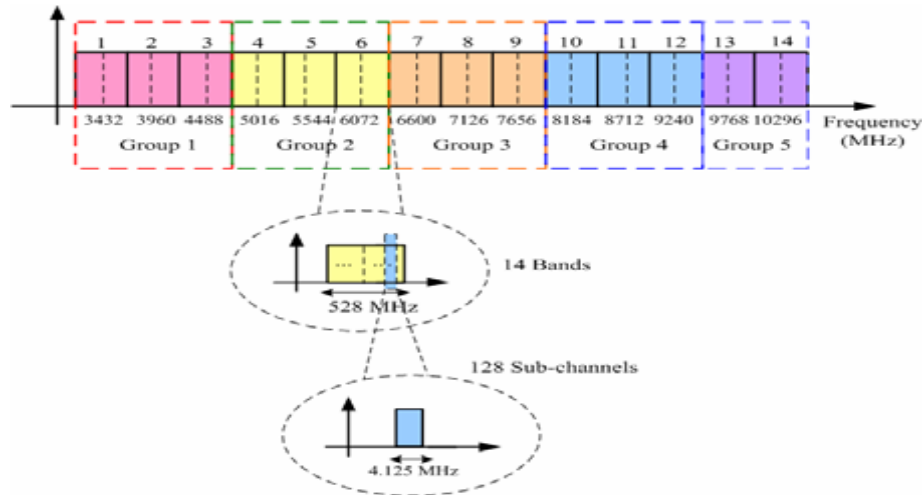 1 2 3 4 5 6 7 8 9 10 11 12 13 14
3432 3960 4488 5016 5544 6072 6600 7126 7656 8184 8712 9240 9768 10296 Frequency
(MHz)
Group 1 Group 2 Group 3 Group 4 Group 5
... ...
14 Bands
528 MHz
128 Sub-channels
4.125 MHz